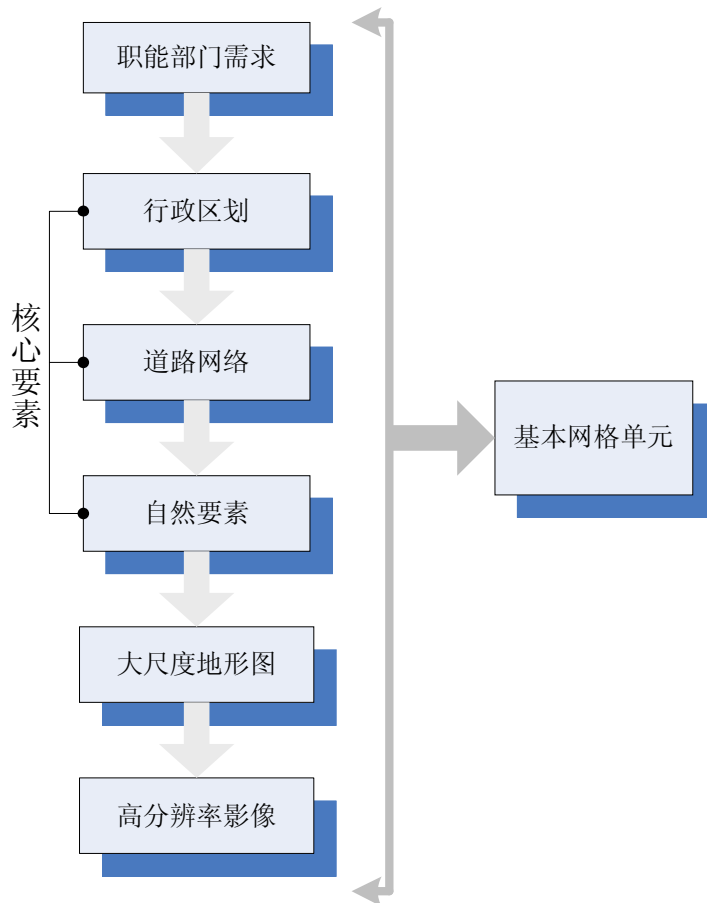 职能部门需求
行政区划
核心要素
道路网络
基本网格单元
自然要素
大尺度地形图
高分辨率影像